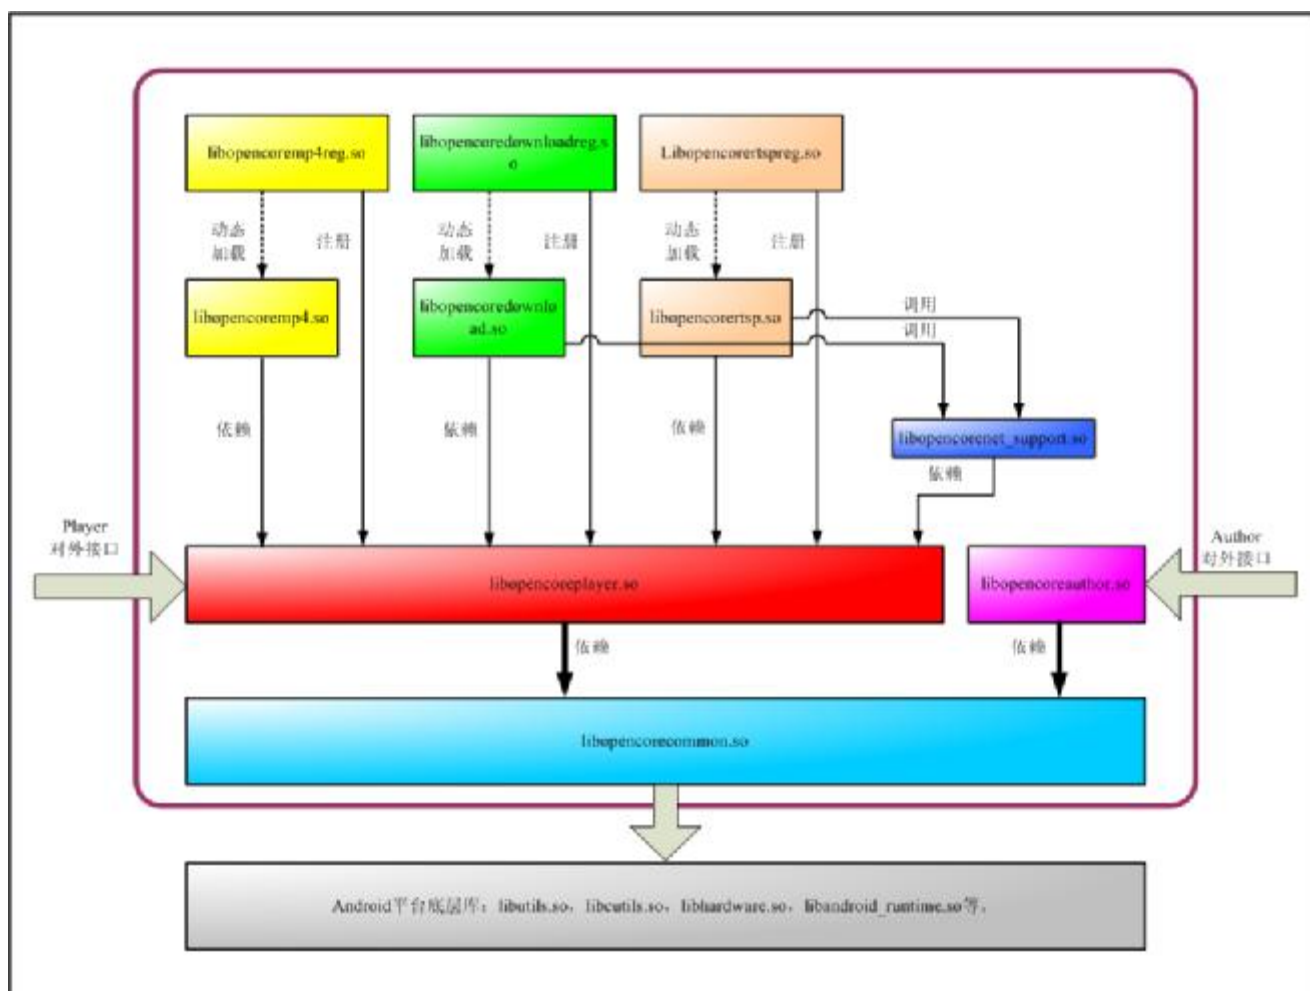 libopencoremp4reg.so
libopencoredownloadreg.s
o
Libopencorertspreg.so
动态
加载
注册
动态
加载
注册
动态
加载
注册
libopencoremp4.so
libopencoredownlo
ad.so
libopencorertsp.so
调用
调用
依赖
依赖
依赖
libopencorenet_support.so
依赖
Player
对外接口
Author
对外接口
libopencoreplayer.so
libopencoreauthor.so
依赖
依赖
libopencorecommon.so
Android平台底层库：libutils.so，libcutils.so，libhardware.so，libandroid_runtime.so等。